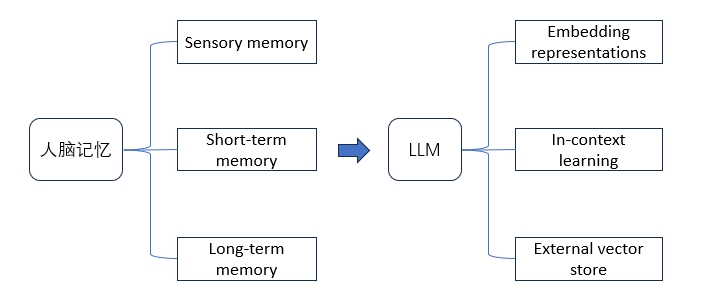 人脑记忆
Sensory memory
Short-term
memory
Long-term
memory
LLM
Embedding
representations
In-context
learning
External vector
store